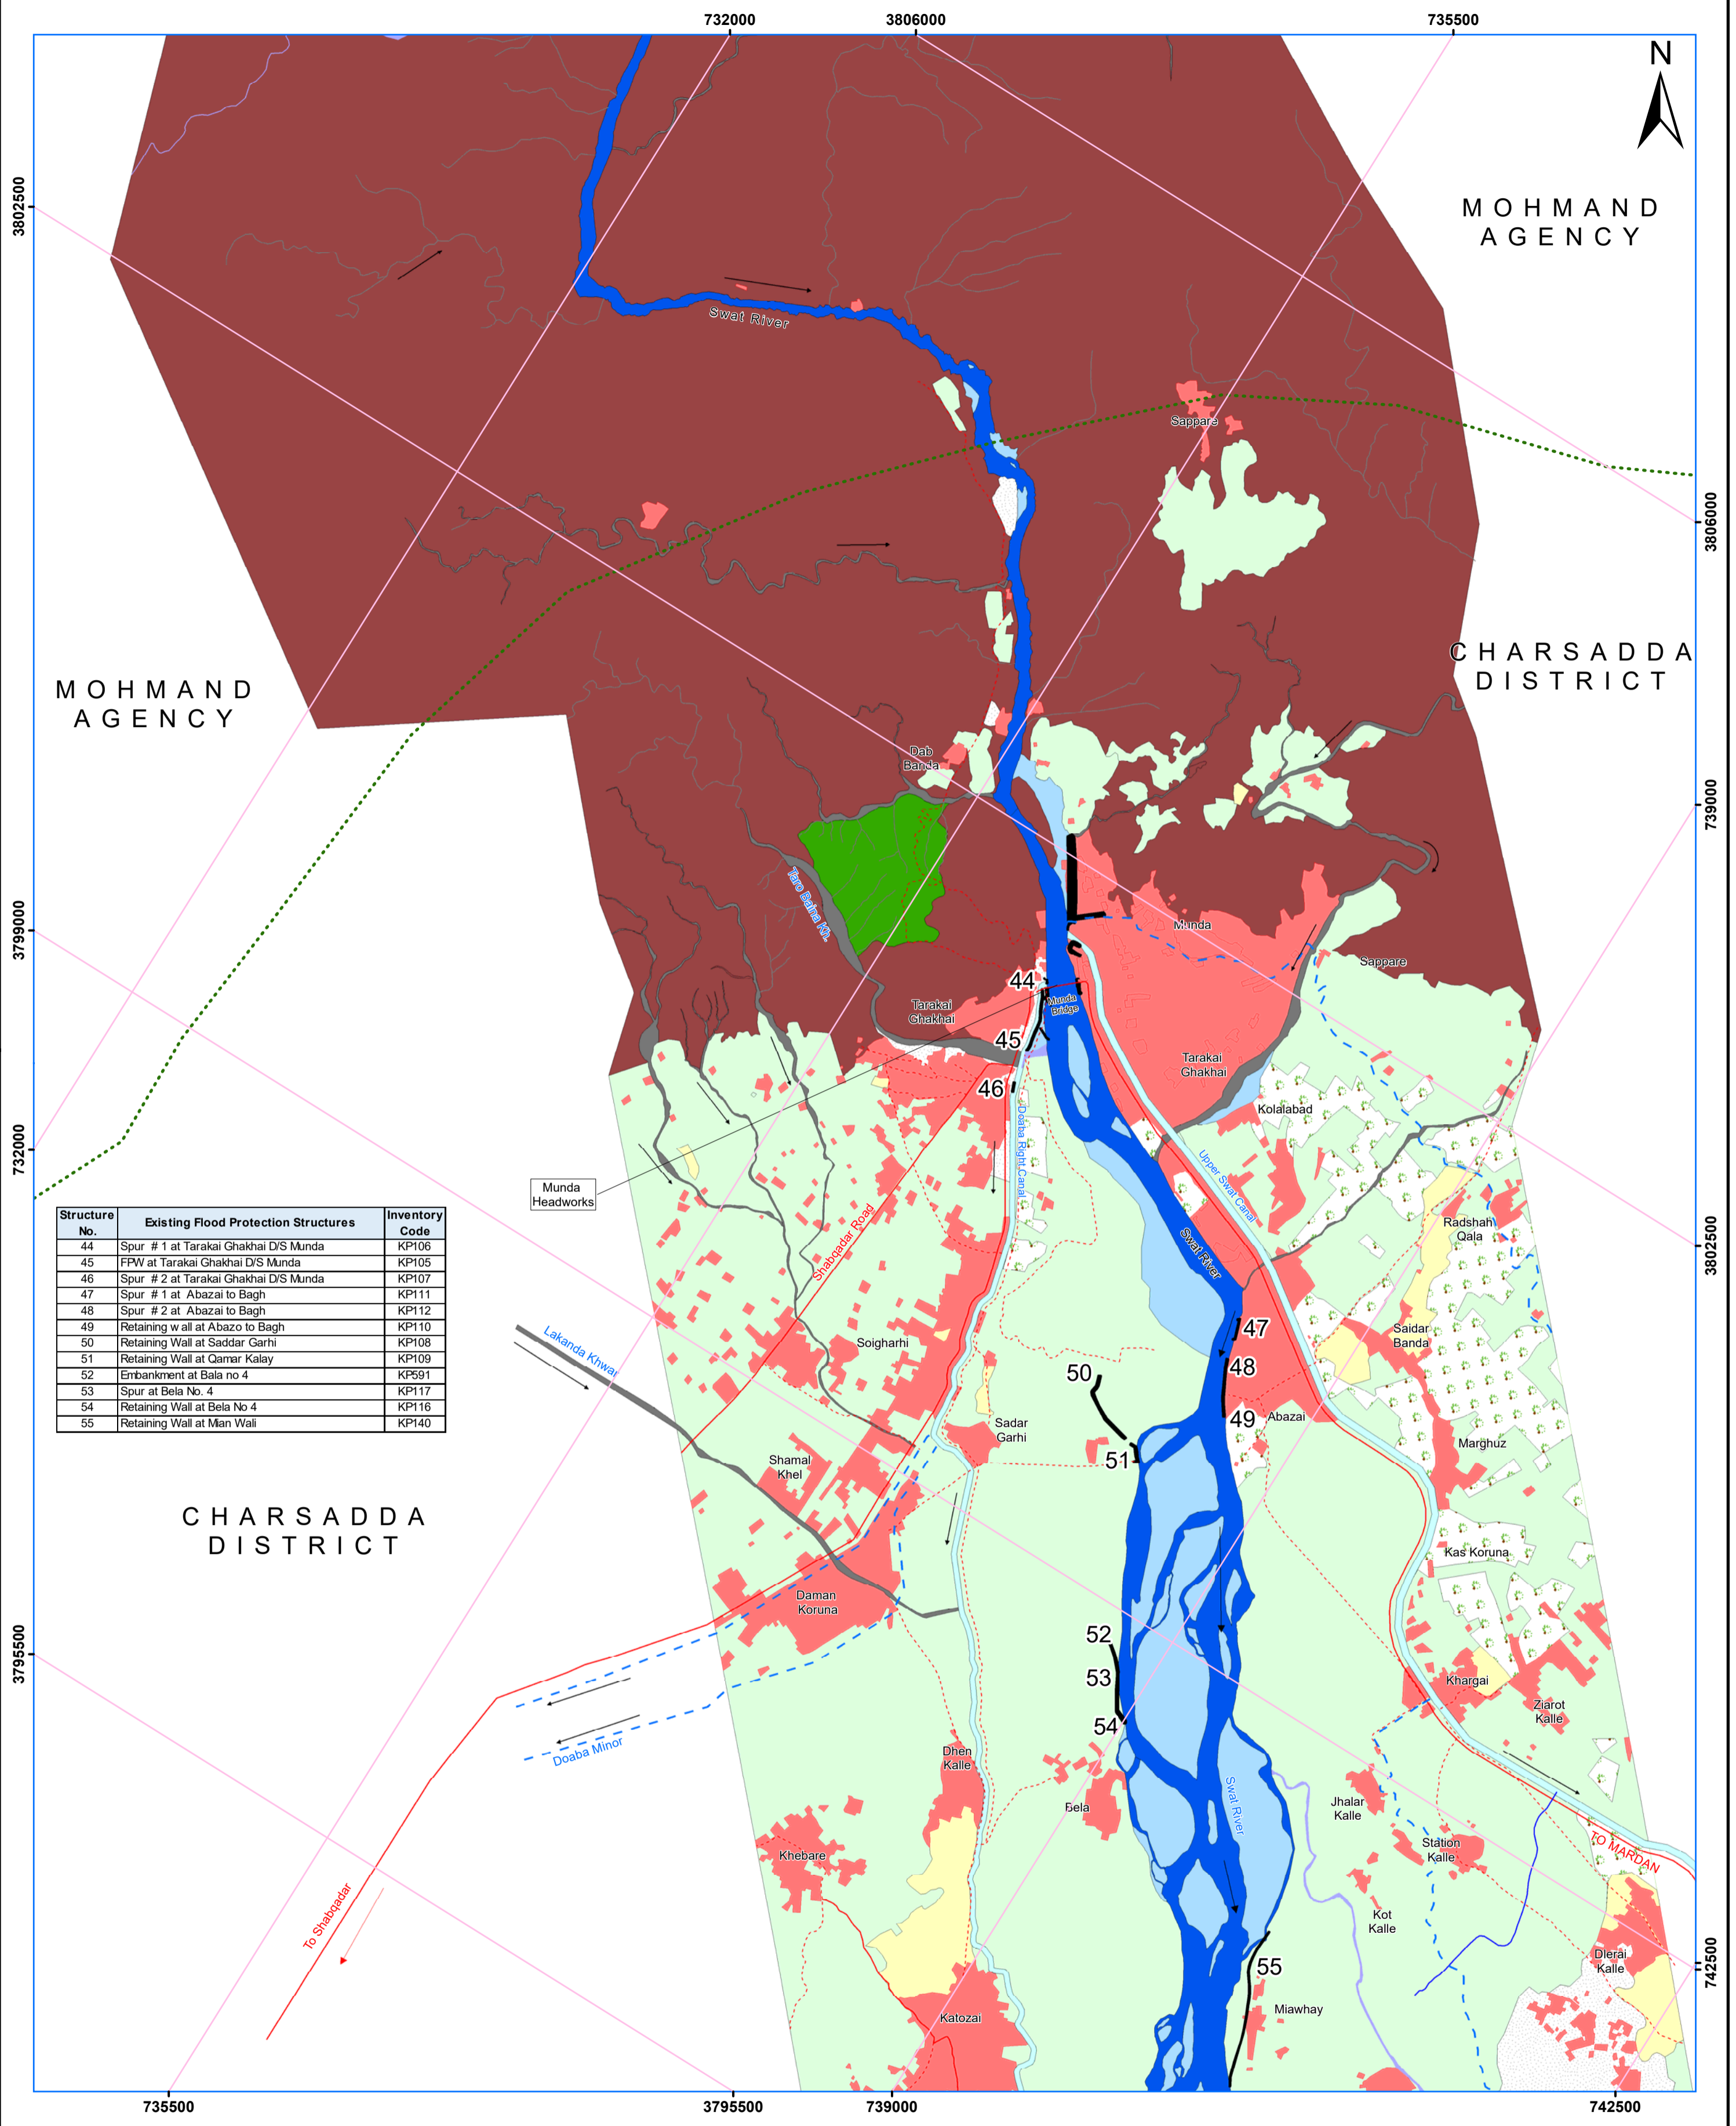 732000
3806000
735500
N
3802500
MOHMAND
AGENCY
Swat River
Sappare
3806000
CHARSADDA
DISTRICT
MOHMAND
AGENCY
Dab
Banda
739000
Taro Baina Kh.
3799000
Munda
Sappare
44
Munda
Bridge
Tarakai
Ghakhai
45
Tarakai
Ghakhai
46
Kolalabad
Doaba Right Canal
732000
Upper Swat Canal
Munda
Headworks
Shabqadar Road
Swat River
Radshah
Qala
3802500
Structure No. Existing Flood Protection Structures Inventory Code
44 Spur # 1 at Tarakai Ghakhai D/S Munda KP106
45 FPW at Tarakai Ghakhai D/S Munda KP105
46 Spur # 2 at Tarakai Ghakhai D/S Munda KP107
47 Spur # 1 at Abazai to Bagh KP111
48 Spur # 2 at Abazai to Bagh KP112
49 Retaining wall at Abazo to Bagh KP110
50 Retaining Wall at Saddar Garhi KP108
51 Retaining Wall at Qamar Kalay KP109
52 Embankment at Bala no 4 KP591
53 Spur at Bela No. 4 KP117
54 Retaining Wall at Bela No 4 KP116
55 Retaining Wall at Mian Wali KP140
Lakanda Khwar
Soigharhi
47
Saidar
Banda
48
50
49
Abazai
Sadar
Garhi
Marghuz
51
Shamal
Khel
CHARSADDA
DISTRICT
Kas Koruna
Daman
Koruna
3795500
52
53
54
Khargai
Ziarot
Kalle
Doaba Minor
Dhen
Kalle
Bela
Swat River
Jhalar
Kalle
Station
Kalle
TO MARDAN
Khebare
To Shabqadar
Kot
Kalle
Dlerai
Kalle
55
742500
Miawhay
Katozai
735500
3795500
739000
742500